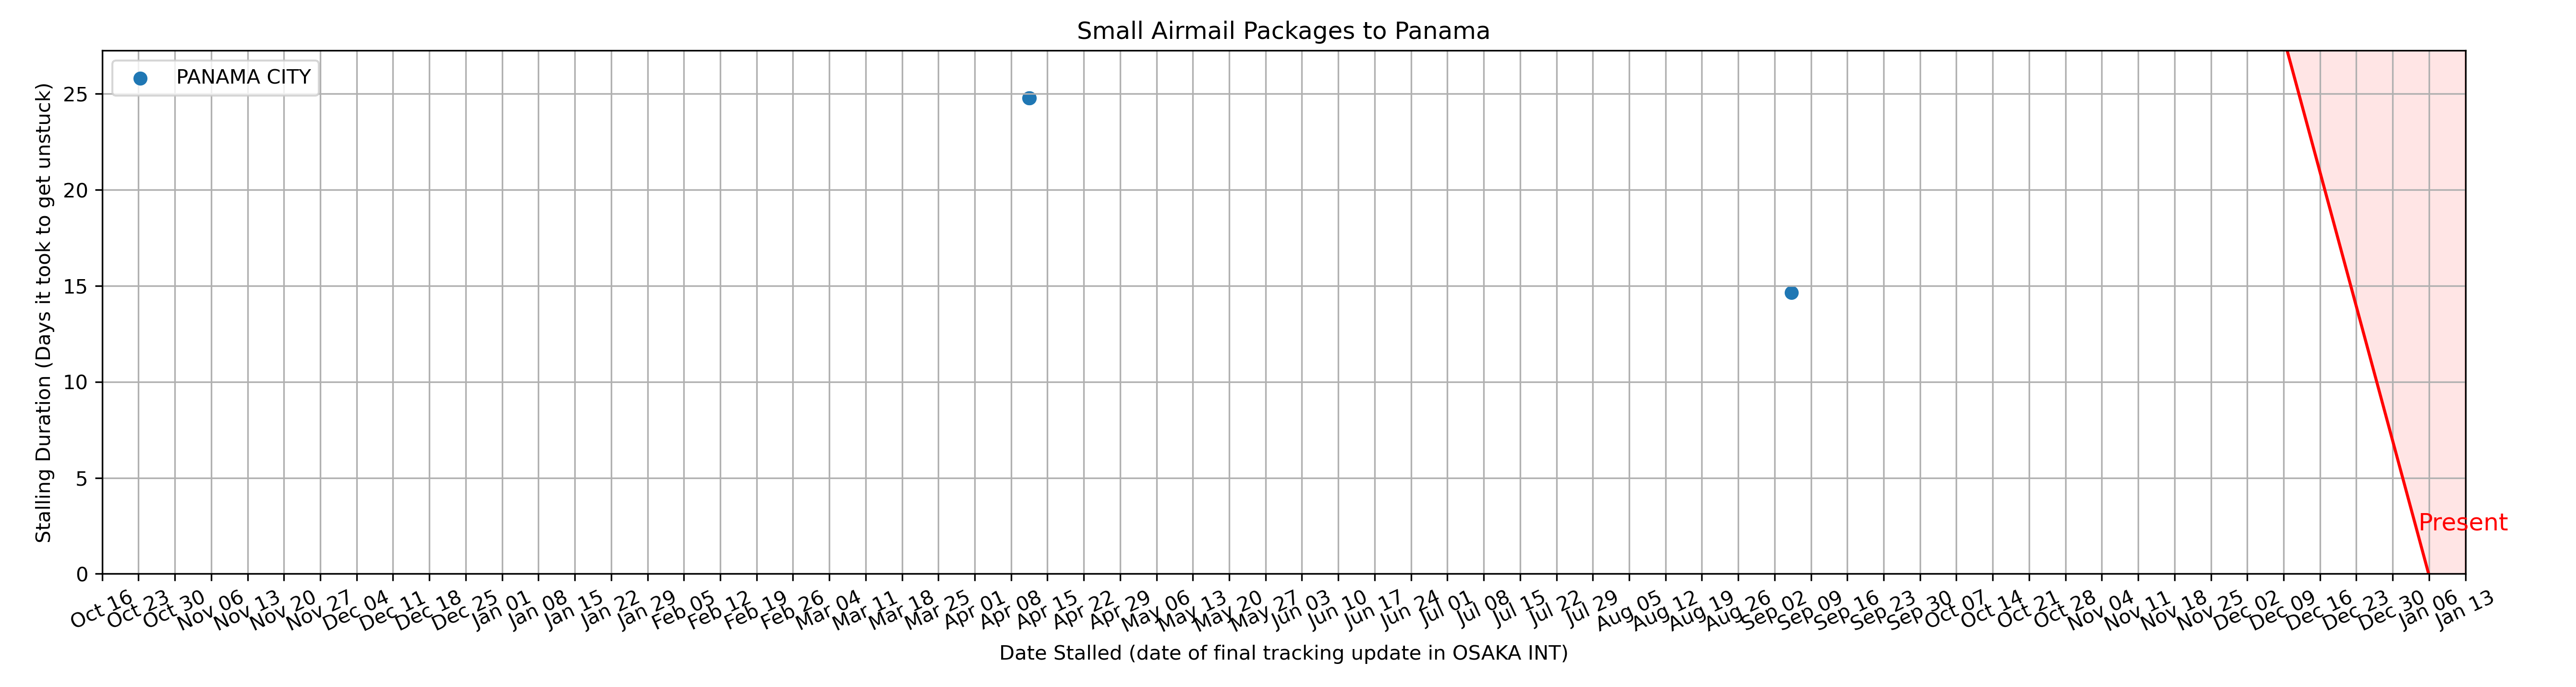 Small Airmail Packages to Panama
PANAMA CITY
Stalling Duration (Days it took to get unstuck)
25
20
15
10
5
0
Present
Oct 16
Oct 23
Oct 30
Nov 06
Nov 13
Nov 20
Nov 27
Dec 04
Dec 11
Dec 18
Dec 25
Jan 01
Jan 08
Jan 15
Jan 22
Jan 29
Feb 05
Feb 12
Feb 19
Feb 26
Mar 04
Mar 11
Mar 18
Mar 25
Apr 01
Apr 08
Apr 15
Apr 22
Apr 29
May 06
May 13
May 20
May 27
Jun 03
Jun 10
Jun 17
Jun 24
Jul 01
Jul 08
Jul 15
Jul 22
Jul 29
Aug 05
Aug 12
Aug 19
Aug 26
Sep 02
Sep 09
Sep 16
Sep 23
Sep 30
Oct 07
Oct 14
Oct 21
Oct 28
Nov 04
Nov 11
Nov 18
Nov 25
Dec 02
Dec 09
Dec 16
Dec 23
Dec 30
Jan 06
Jan 13
Date Stalled (date of final tracking update in OSAKA INT)